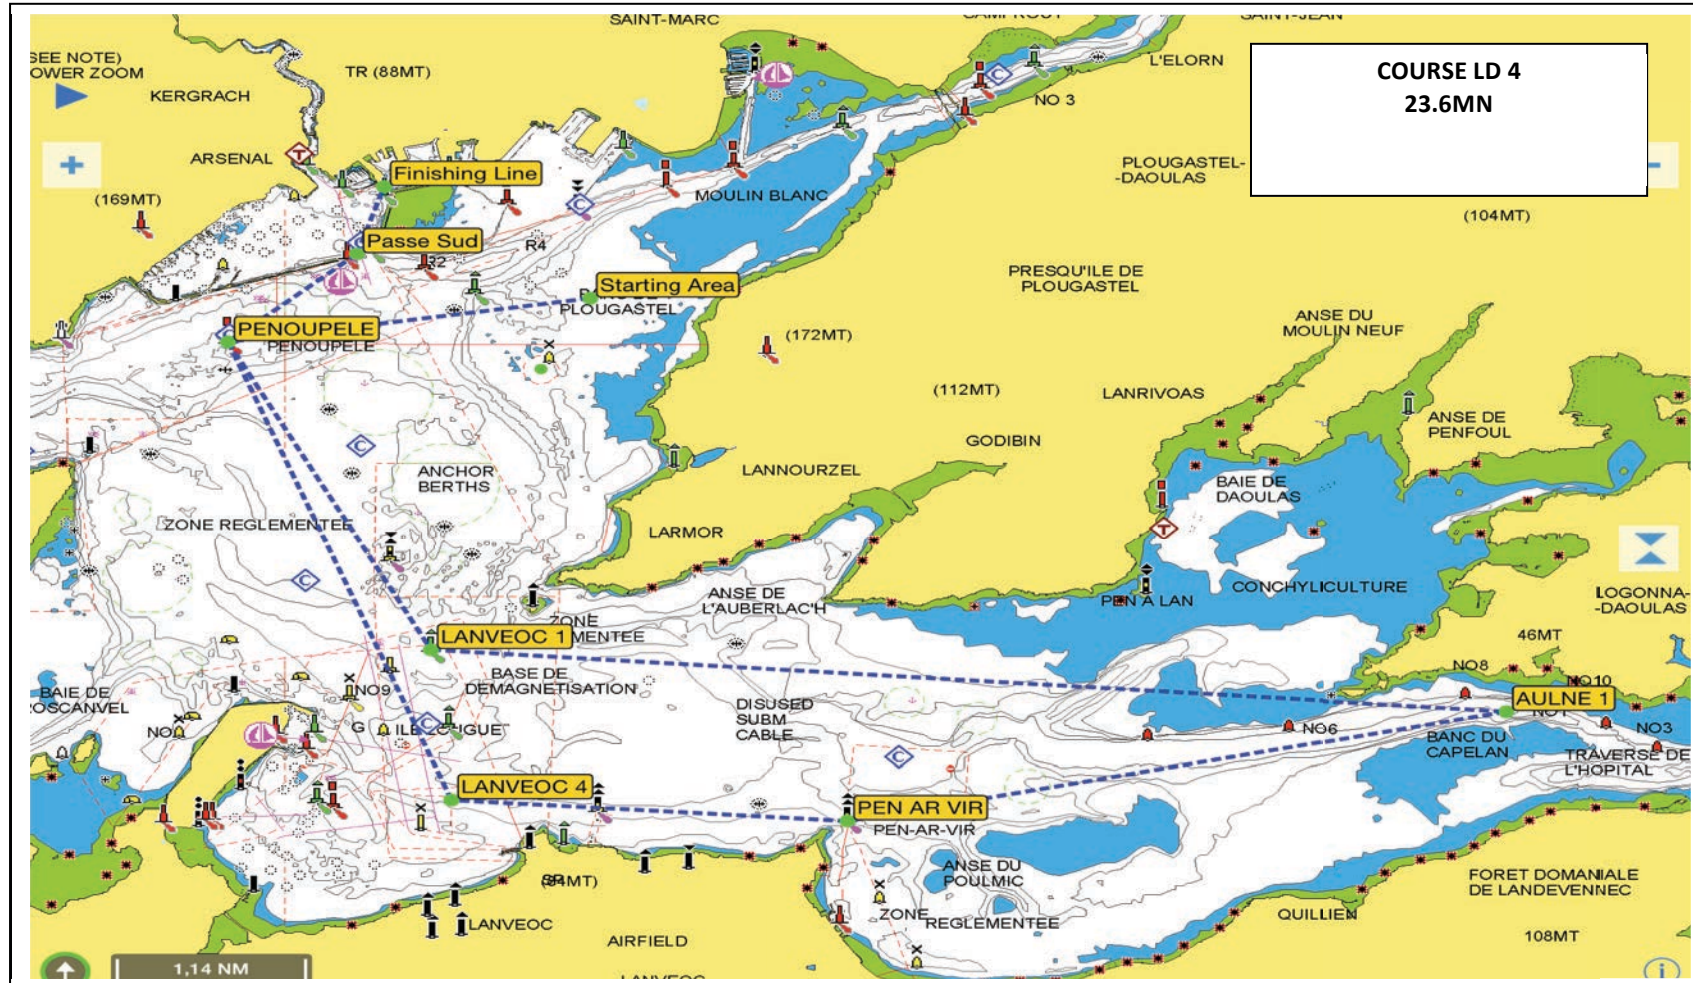 SAINT-MARC
SAINT-JEAN
SEE NOTE)
OWER ZOOM
TR (88MT)
L'ELORN
COURSE LD 4
23.6MN
KERGRACH
NO 3
ARSENAL
Finishing Line
PLOUGASTEL-
-DAOULAS
MOULIN BLANC
(169MT)
(104MT)
Passe Sud
R4
Starting Area
PRESQU'ILE DE
PLOUGASTEL
PLOUGASTEL
PENOUPELE
PENOUPELE
ANSE DU
MOULIN NEUF
(172MT)
(112MT)
LANRIVOAS
ANSE DE
PENFOUL
GODIBIN
ANCHOR
BERTHS
LANNOURZEL
BAIE DE
DAOULAS
ZONE REGLEMENTEE
LARMOR
PEN A LAN
CONCHYLICULTURE
LOGONNA-
-DAOULAS
ANSE DE
L'AUBERLAC'H
ZONE
MENTEE
LANVEOC 1
46MT
NO8
NO10
BASE DE
DEMAGNETISATION
BAIE DE
ROSCANVEL
NO9
DISUSED
SUBM
CABLE
AULNE 1
NO1
NO6
NO3
BANC DU
CAPELAN
TRAVERSE DE
L'HOPITAL
LANVEOC 4
PEN AR VIR
PEN-AR-VIR
ANSE DU
POULMIC
FORET DOMANIALE
DE LANDEVENNEC
QUILLIEN
ZONE
REGLEMENTEE
LANVEOC
AIRFIELD
108MT
1,14 NM
LANVEOC